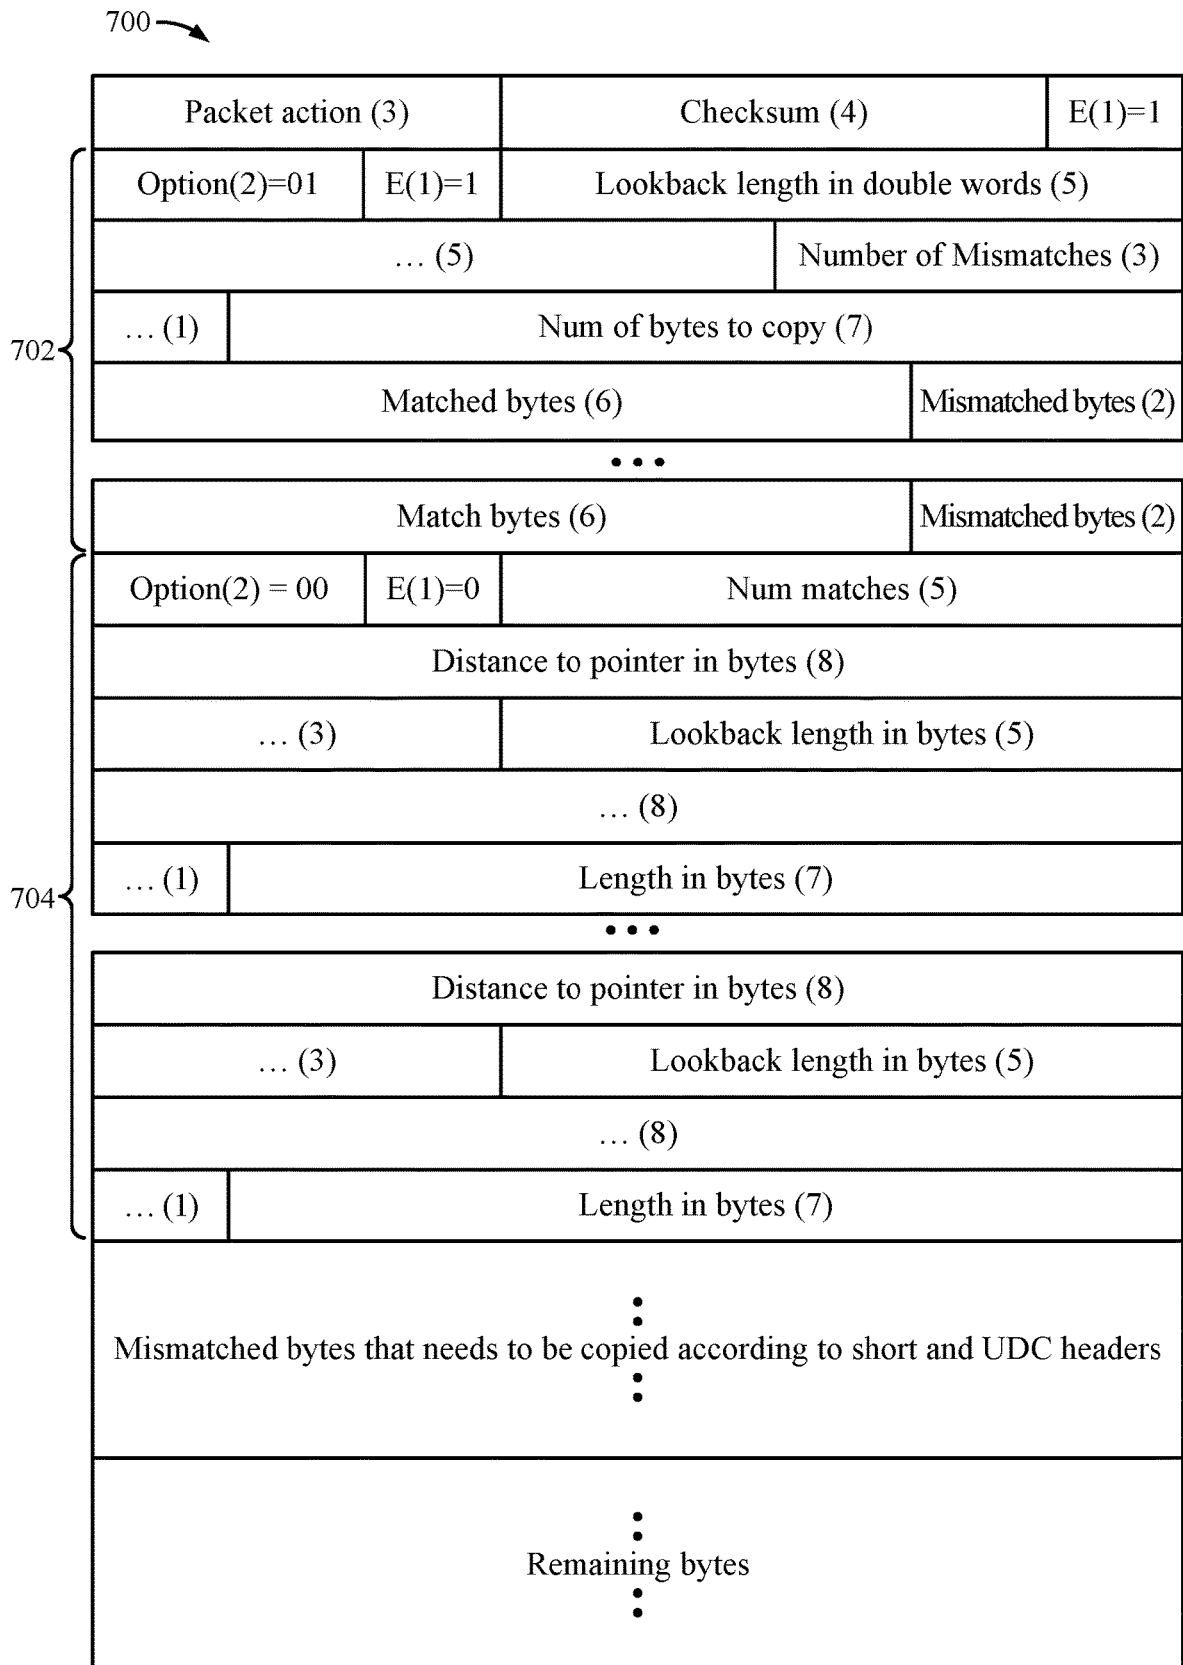 700
Packet action (3) Checksum (4) E(1)=1
Option(2)=01 E(1)=1 Lookback length in double words (5)
... (5) Number of Mismatches (3)
702 ... (1) Num of bytes to copy (7)
Matched bytes (6) Mismatched bytes (2)
•••
Match bytes (6) Mismatched bytes (2)
Option(2) = 00 E(1)=0 Num matches (5)
Distance to pointer in bytes (8)
... (3) Lookback length in bytes (5)
... (8)
704 ... (1) Length in bytes (7)
•••
Distance to pointer in bytes (8)
... (3) Lookback length in bytes (5)
... (8)
... (1) Length in bytes (7)
Mismatched bytes that needs to be copied according to short and UDC headers
Remaining bytes